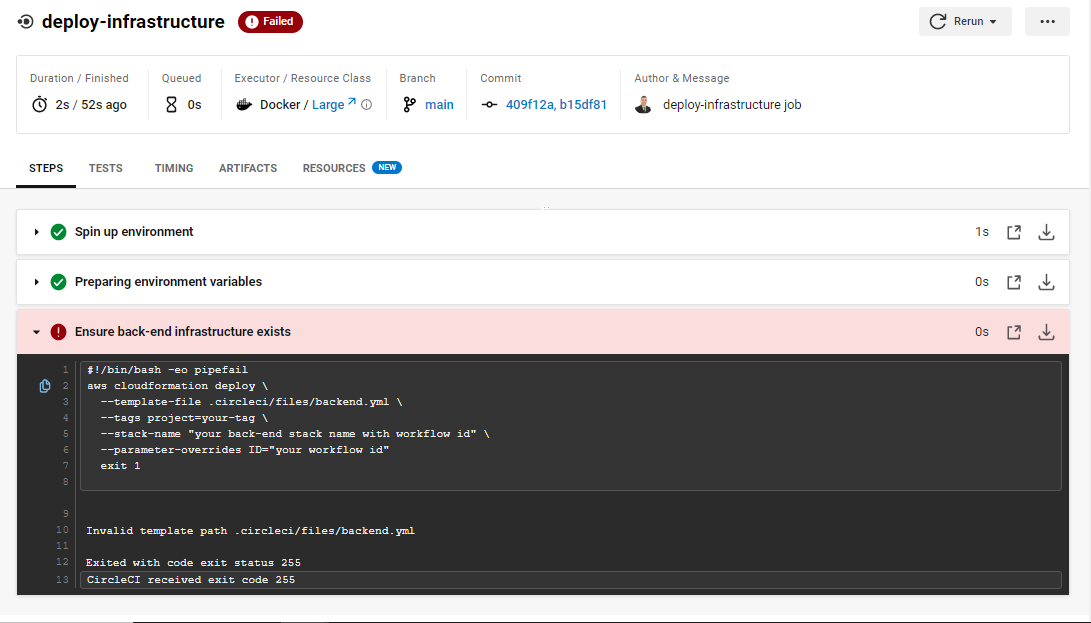 deploy-infrastructure Failed Rerun
Duration / Finished Queued Executor / Resource Class Branch Commit Author & Message
2s / 52s ago 0s Docker / Large main 409f12a, b15df81 deploy-infrastructure job
STEPS TESTS TIMING ARTIFACTS RESOURCES NEW
Spin up environment 1s
Preparing environment variables 0s
Ensure back-end infrastructure exists 0s
1 #!/bin/bash -eo pipefail
2 aws cloudformation deploy \
3 --template-file .circleci/files/backend.yml \
4 --tags project=your-tag \
5 --stack-name "your back-end stack name with workflow id" \
6 --parameter-overrides ID="your workflow id"
7 exit 1
8
9
10 Invalid template path .circleci/files/backend.yml
11
12 Exited with code exit status 255
13 CircleCI received exit code 255